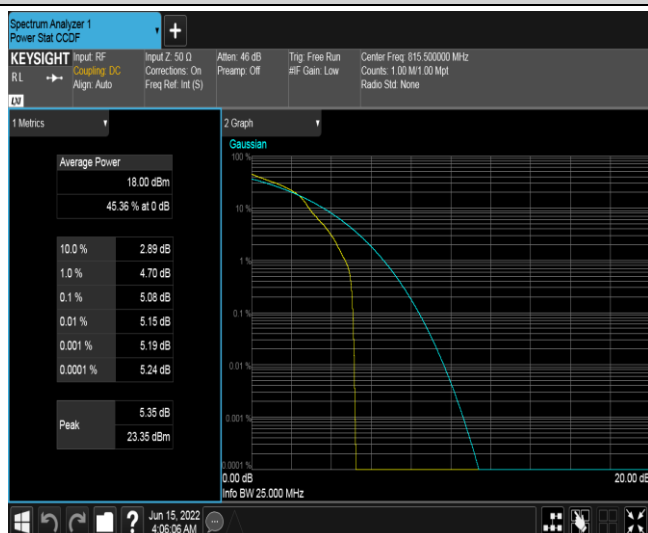 Spectrum Analyzer 1
Power Stat CCDF
KEYSIGHT
RL
LXI
Input: RF
Coupling: DC
Align: Auto
Input Z: 50 Ω
Corrections: On
Freq Ref: Int (S)
Atten: 46 dB
Preamp: Off
Trig: Free Run
#IF Gain: Low
Center Freq: 815.500000 MHz
Counts: 1.00 M/1.00 Mpt
Radio Std: None
1 Metrics
Average Power
18.00 dBm
45.36 % at 0 dB
10.0 % 2.89 dB
1.0 % 4.70 dB
0.1 % 5.08 dB
0.01 % 5.15 dB
0.001 % 5.19 dB
0.0001 % 5.24 dB
Peak
5.35 dB
23.35 dBm
2 Graph
Gaussian
100 %
10 %
1 %
0.1 %
0.01 %
0.001 %
0.0001 %
0.00 dB 20.00 dB
Info BW 25.000 MHz
?
Jun 15, 2022
4:06:06 AM